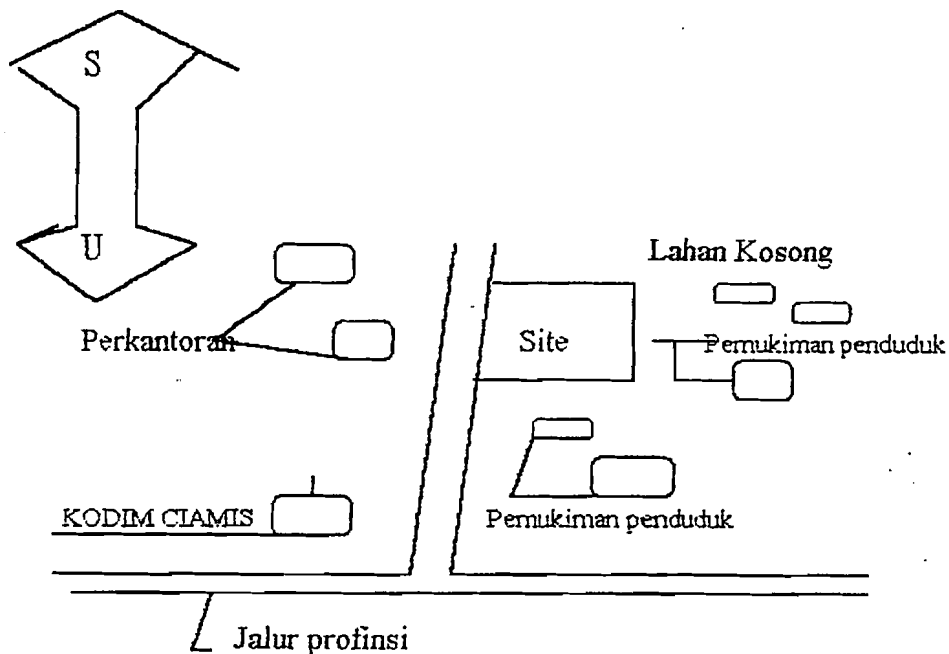 S
U
Lahan Kosong
Perkantoran
Site
Pemukiman penduduk
KODIM CIAMIS
Pemukiman penduduk
Jalur profinsi